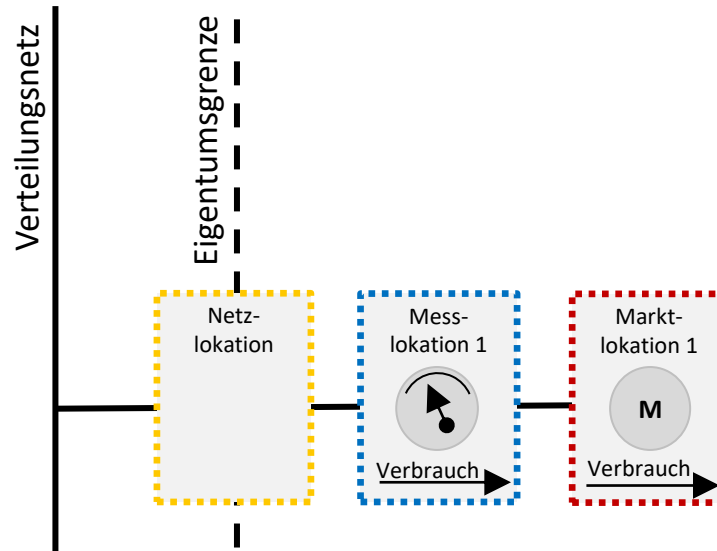 Verteilungsnetz
Eigentumsgrenze
Netz-
lokation
Mess-
lokation 1
Verbrauch
Markt-
lokation 1
M
Verbrauch